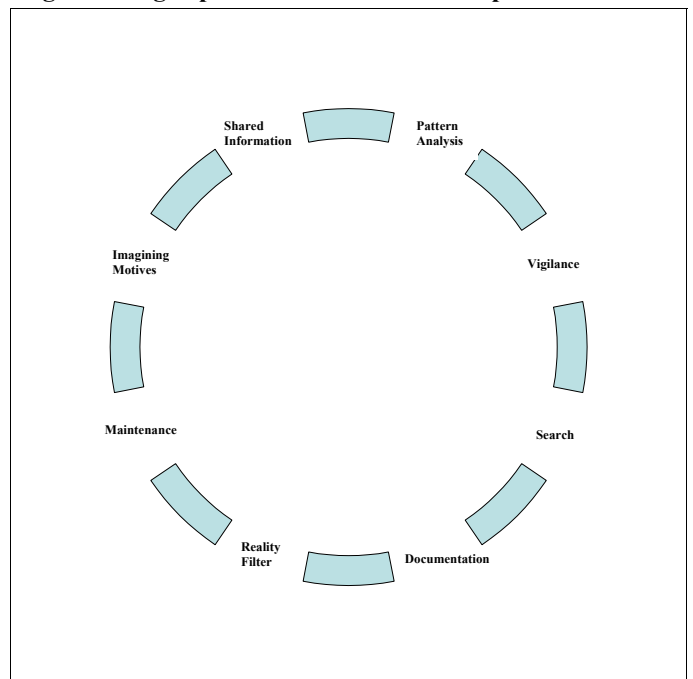 Shared
Information
Pattern
Analysis
Imagining
Motives
Vigilance
Maintenance
Search
Reality
Filter
Documentation